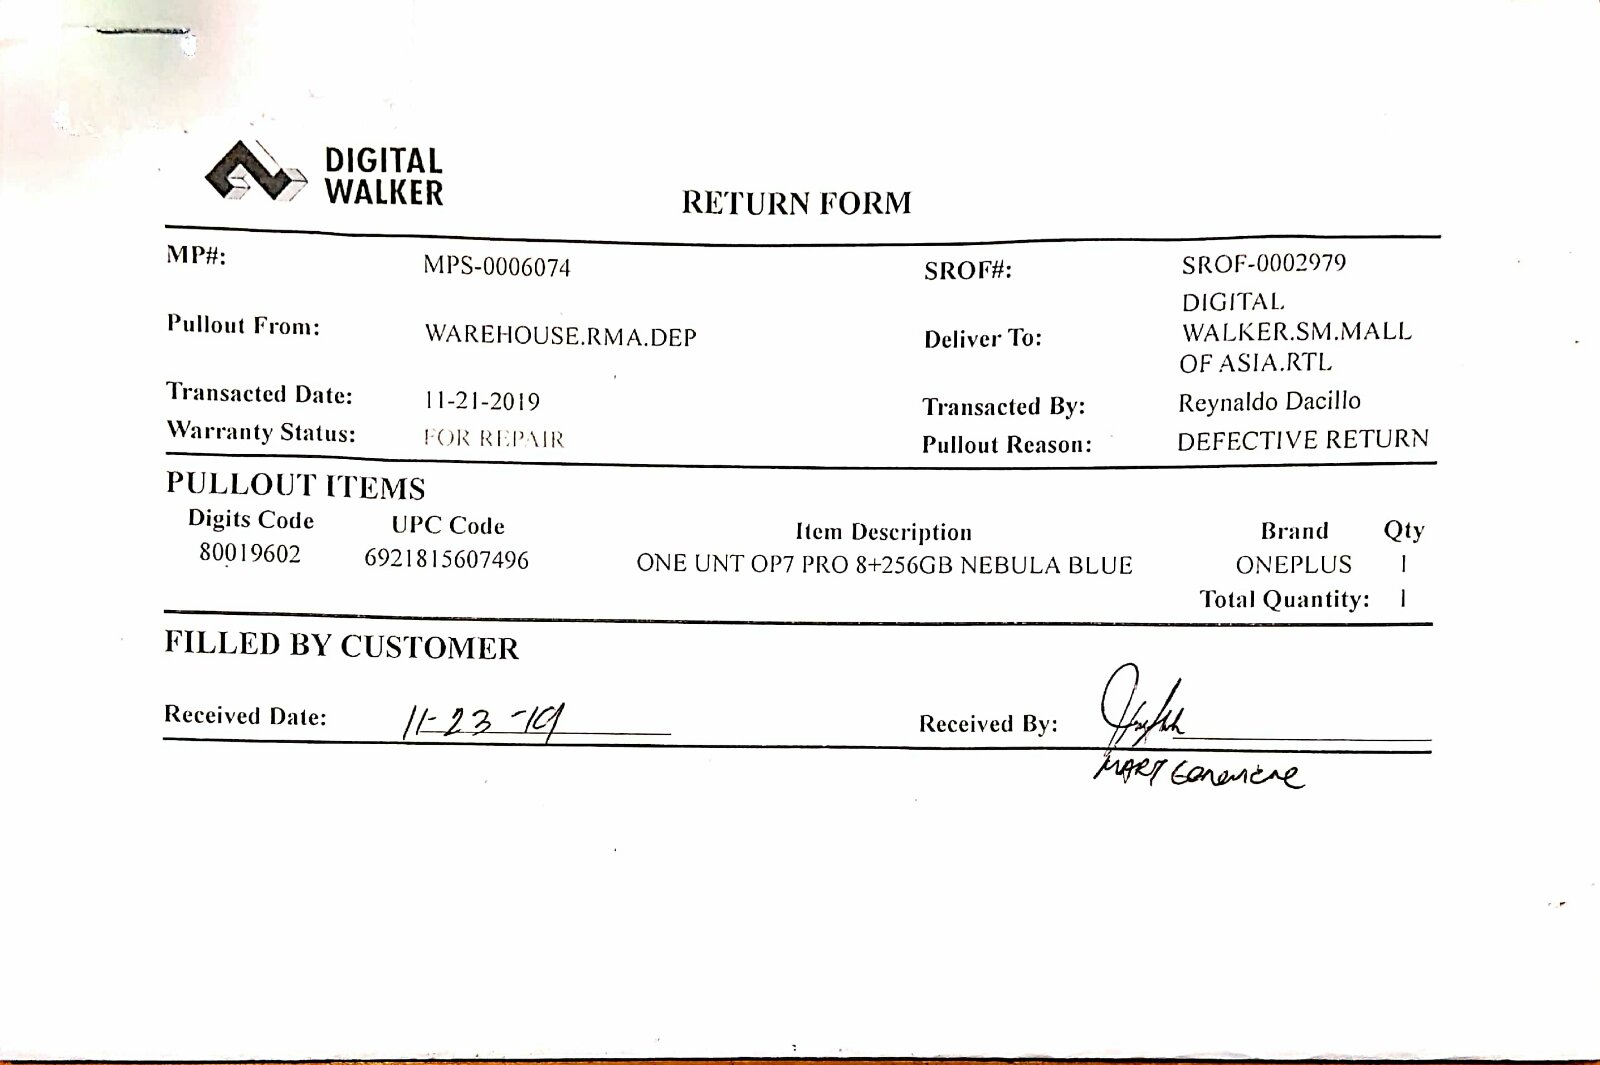 DIGITAL
WALKER
RETURN FORM
MP#: MPS-0006074 SROF#: SROF-0002979
Pullout From: WAREHOUSE.RMA.DEP Deliver To: DIGITAL
WALKER.SM.MALL
OF ASIA.RTL
Transacted Date: 11-21-2019 Transacted By: Reynaldo Dacillo
Warranty Status: FOR REPAIR Pullout Reason: DEFECTIVE RETURN
PULLOUT ITEMS
Digits Code UPC Code Item Description Brand Qty
80019602 6921815607496 ONE UNT OP7 PRO 8+256GB NEBULA BLUE ONEPLUS 1
Total Quantity: 1
FILLED BY CUSTOMER
Received Date: 11-23-19 Received By:
MART